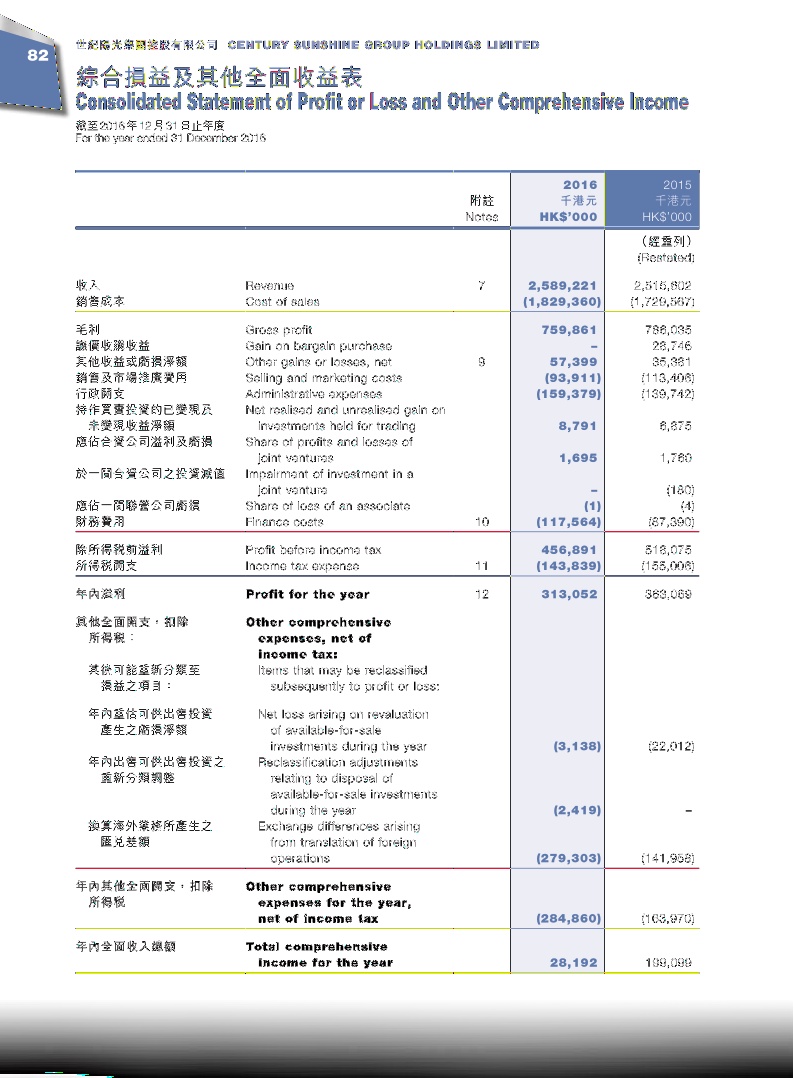 82
世紀陽光集團控股有限公司 CENTURY SUNSHINE GROUP HOLDINGS LIMITED
綜合損益及其他全面收益表
Consolidated Statement of Profit or Loss and Other Comprehensive Income
截至2016年12月31日止年度
For the year ended 31 December 2016
2016 2015
附註 千港元 千港元
Notes HK$'000 HK$'000
（經重列）
(Restated)
收入 Revenue 7 2,589,221 2,515,602
銷售成本 Cost of sales (1,829,360) (1,729,567)
毛利 Gross profit 759,861 786,035
議價收購收益 Gain on bargain purchase – 28,746
其他收益或虧損淨額 Other gains or losses, net 9 57,399 35,381
銷售及市場推廣費用 Selling and marketing costs (93,911) (113,406)
行政開支 Administrative expenses (159,379) (139,742)
持作買賣投資的已變現及 Net realised and unrealised gain on
未變現收益淨額 investments held for trading 8,791 6,875
應佔合資公司溢利及虧損 Share of profits and losses of
joint ventures 1,695 1,760
於一間合資公司之投資減值 Impairment of investment in a
joint venture – (180)
應佔一間聯營公司虧損 Share of loss of an associate (1) (4)
財務費用 Finance costs 10 (117,564) (87,390)
除所得稅前溢利 Profit before income tax 456,891 518,075
所得稅開支 Income tax expense 11 (143,839) (155,006)
年內溢利 Profit for the year 12 313,052 363,069
其他全面開支，扣除 Other comprehensive
所得稅： expenses, net of
income tax:
其後可能重新分類至 Items that may be reclassified
損益之項目： subsequently to profit or loss:
年內重估可供出售投資 Net loss arising on revaluation
產生之虧損淨額 of available-for-sale
investments during the year (3,138) (22,012)
年內出售可供出售投資之 Reclassification adjustments
重新分類調整 relating to disposal of
available-for-sale investments
during the year (2,419) –
換算海外業務所產生之 Exchange differences arising
匯兌差額 from translation of foreign
operations (279,303) (141,958)
年內其他全面開支，扣除 Other comprehensive
所得稅 expenses for the year,
net of income tax (284,860) (163,970)
年內全面收入總額 Total comprehensive
income for the year 28,192 199,099